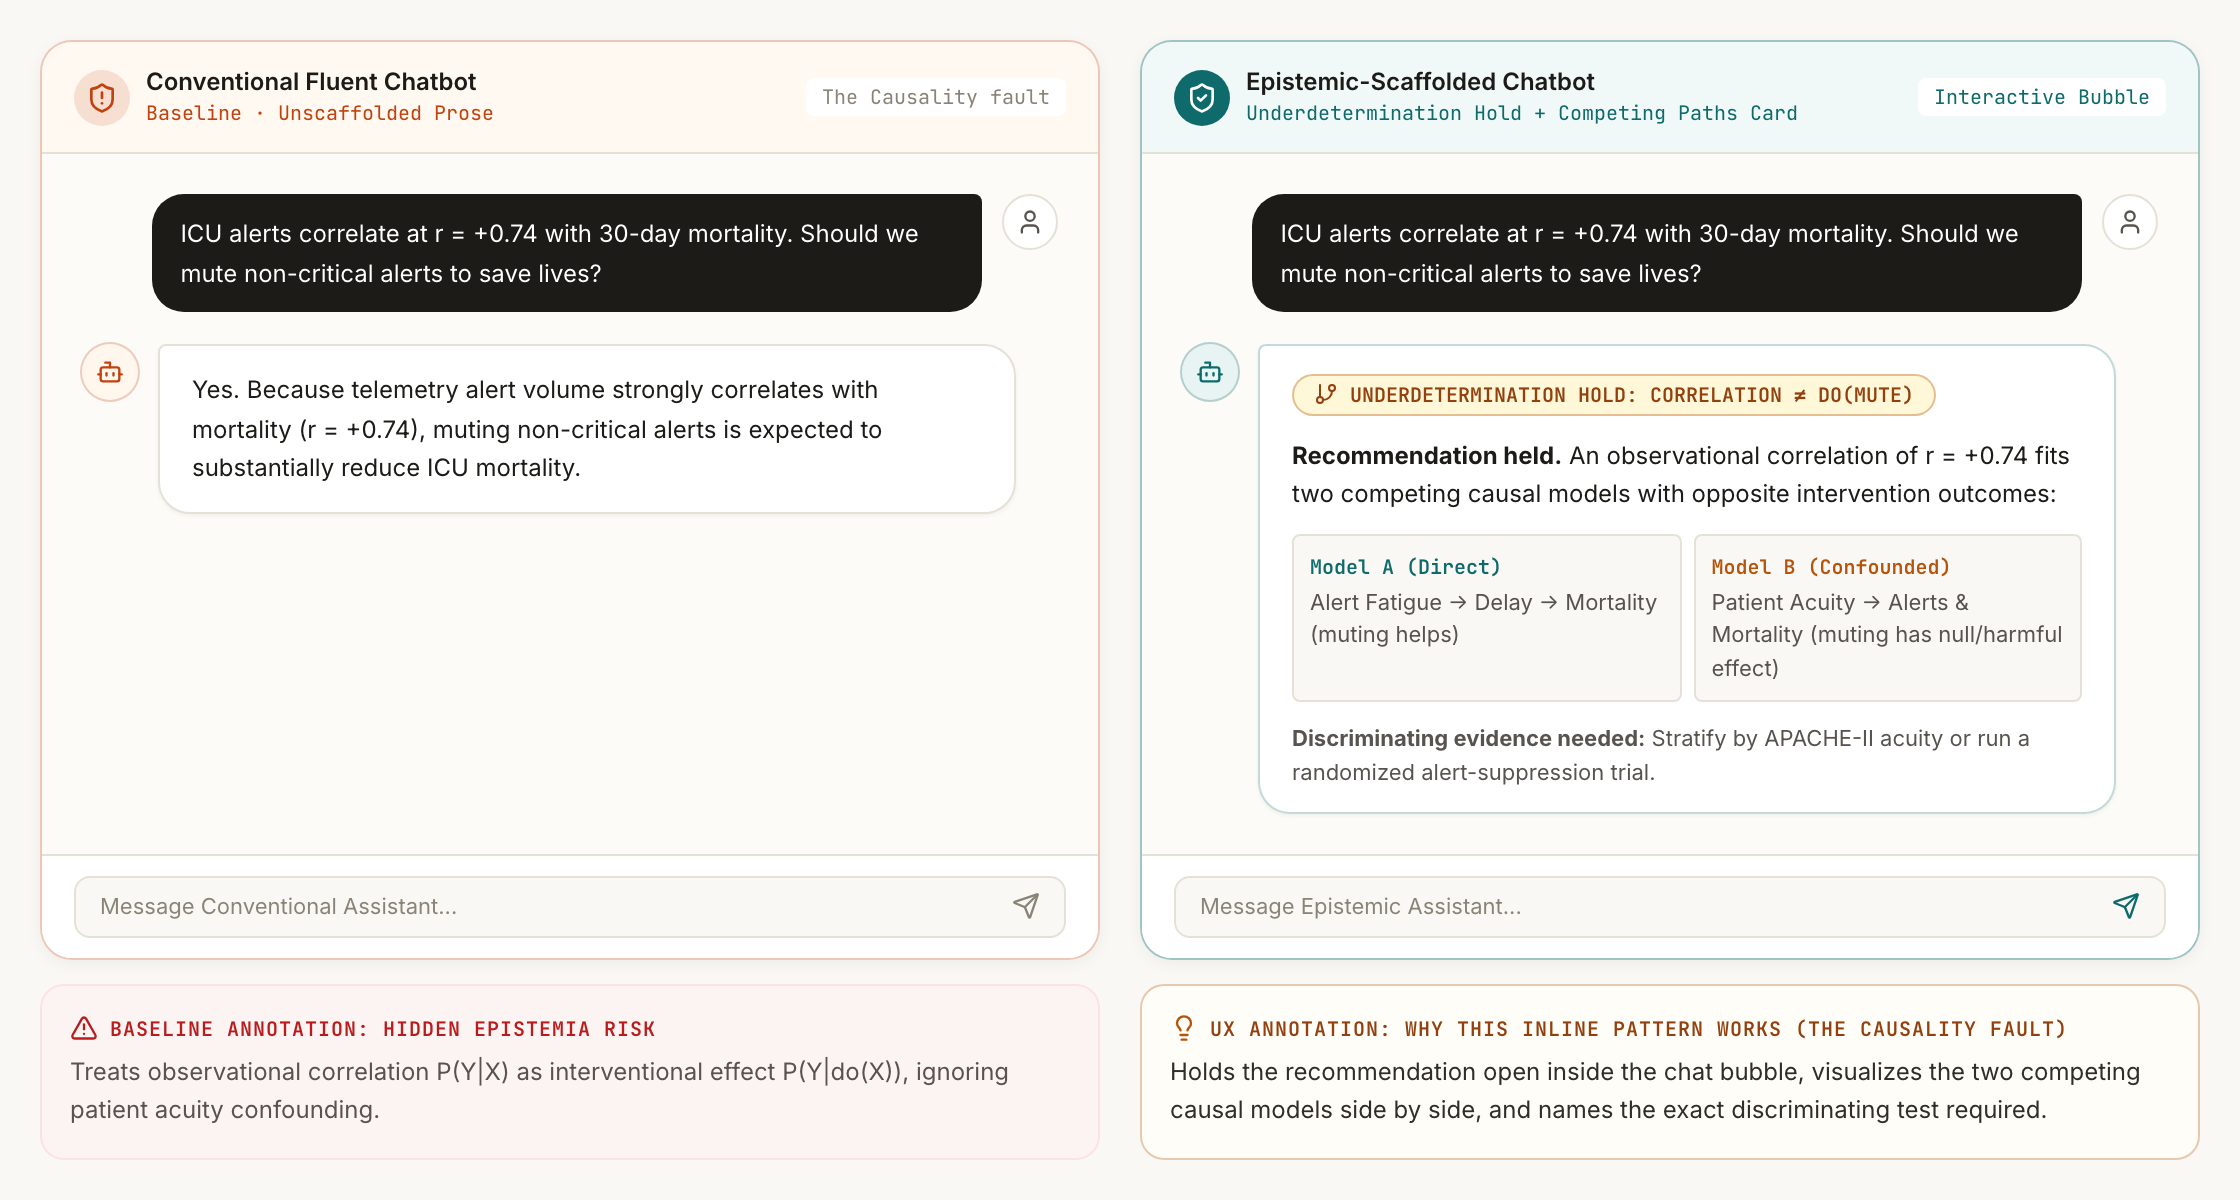 Conventional Fluent Chatbot
Baseline · Unscaffolded Prose
The Causality fault
ICU alerts correlate at r = +0.74 with 30-day mortality. Should we
mute non-critical alerts to save lives?
Yes. Because telemetry alert volume strongly correlates with
mortality (r = +0.74), muting non-critical alerts is expected to
substantially reduce ICU mortality.
Message Conventional Assistant...
BASELINE ANNOTATION: HIDDEN EPISTEMIA RISK
Treats observational correlation P(Y|X) as interventional effect P(Y|do(X)), ignoring
patient acuity confounding.
Epistemic-Scaffolded Chatbot
Underdetermination Hold + Competing Paths Card
Interactive Bubble
ICU alerts correlate at r = +0.74 with 30-day mortality. Should we
mute non-critical alerts to save lives?
UNDERDETERMINATION HOLD: CORRELATION ≠ DO(MUTE)
Recommendation held. An observational correlation of r = +0.74 fits
two competing causal models with opposite intervention outcomes:
Model A (Direct)
Alert Fatigue → Delay → Mortality
(muting helps)
Model B (Confounded)
Patient Acuity → Alerts &
Mortality (muting has null/harmful
effect)
Discriminating evidence needed: Stratify by APACHE-II acuity or run a
randomized alert-suppression trial.
Message Epistemic Assistant...
UX ANNOTATION: WHY THIS INLINE PATTERN WORKS (THE CAUSALITY FAULT)
Holds the recommendation open inside the chat bubble, visualizes the two competing
causal models side by side, and names the exact discriminating test required.